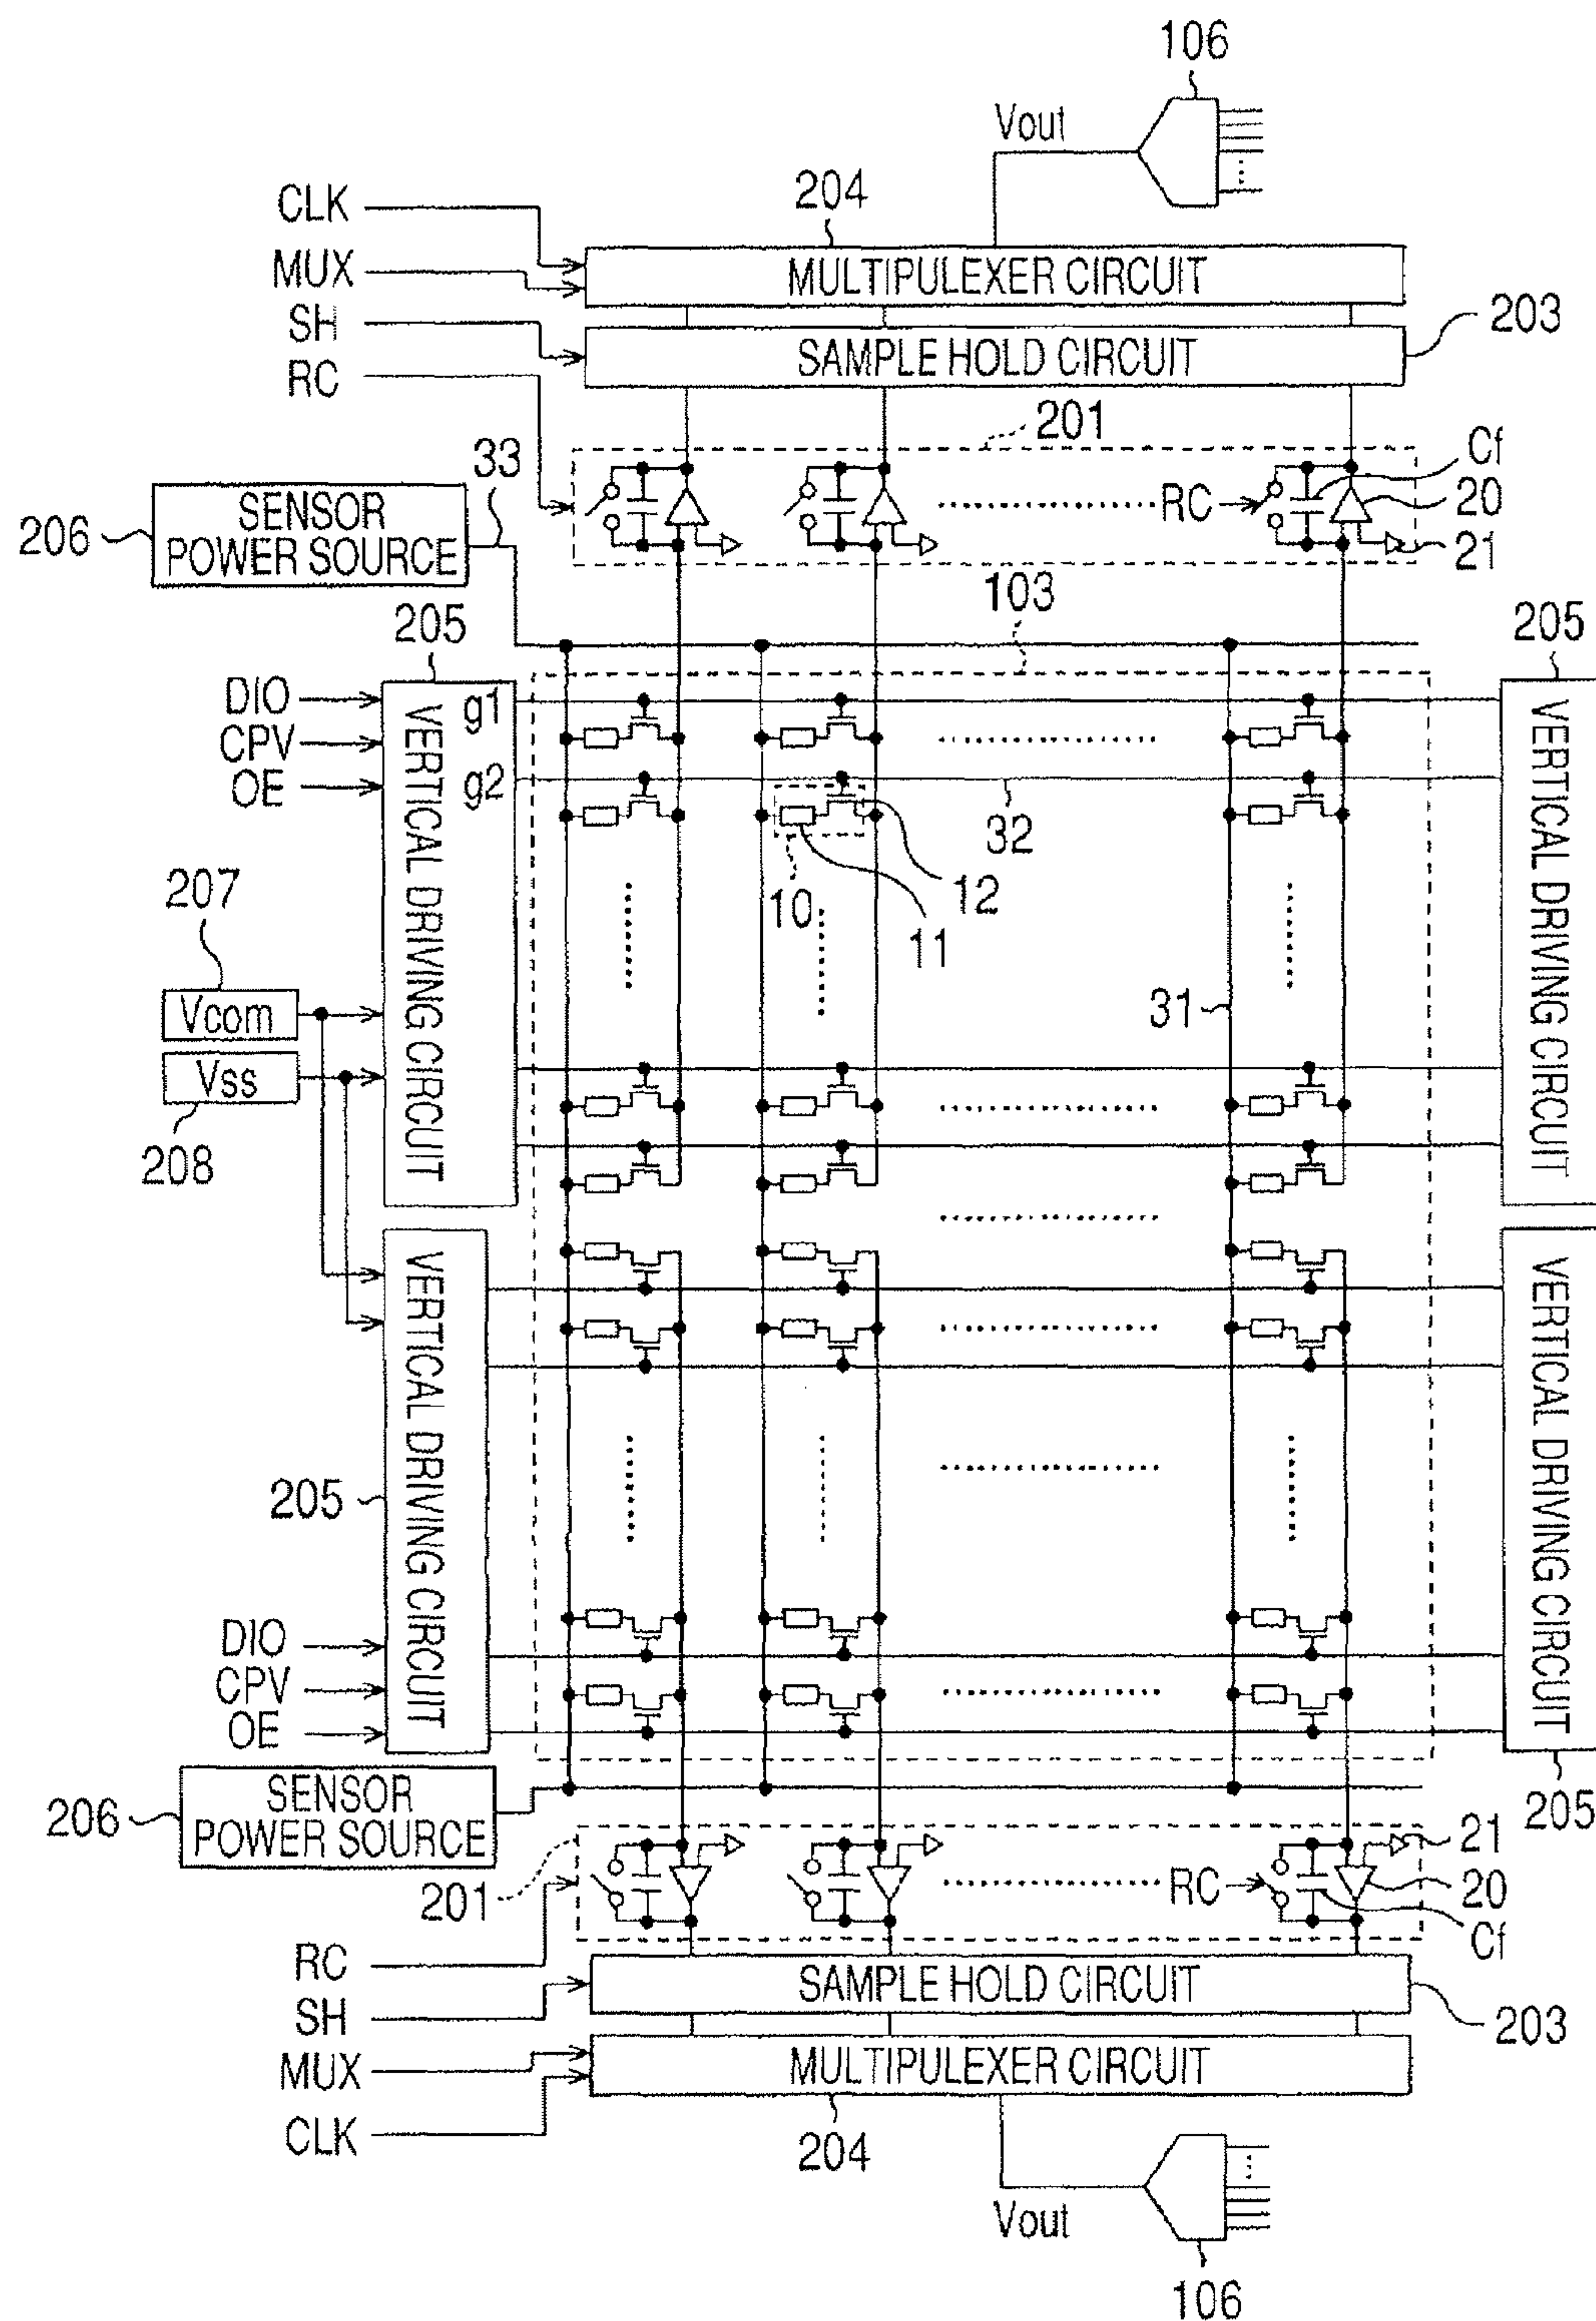 106
Vout
CLK
204
MUX
MULTIPULEXER CIRCUIT
SH
203
SAMPLE HOLD CIRCUIT
RC
201
Cf
33
SENSOR
POWER SOURCE
206
RC
20
21
103
205
205
DIO
g1
CPV
OE
g2
VERTICAL DRIVING CIRCUIT
VERTICAL DRIVING CIRCUIT
32
10
12
11
207
Vcom
31
Vss
208
VERTICAL DRIVING CIRCUIT
VERTICAL DRIVING CIRCUIT
205
DIO
CPV
OE
SENSOR
POWER SOURCE
206
205
21
201
RC
20
Cf
RC
SAMPLE HOLD CIRCUIT
SH
203
MUX
MULTIPULEXER CIRCUIT
CLK
204
Vout
106